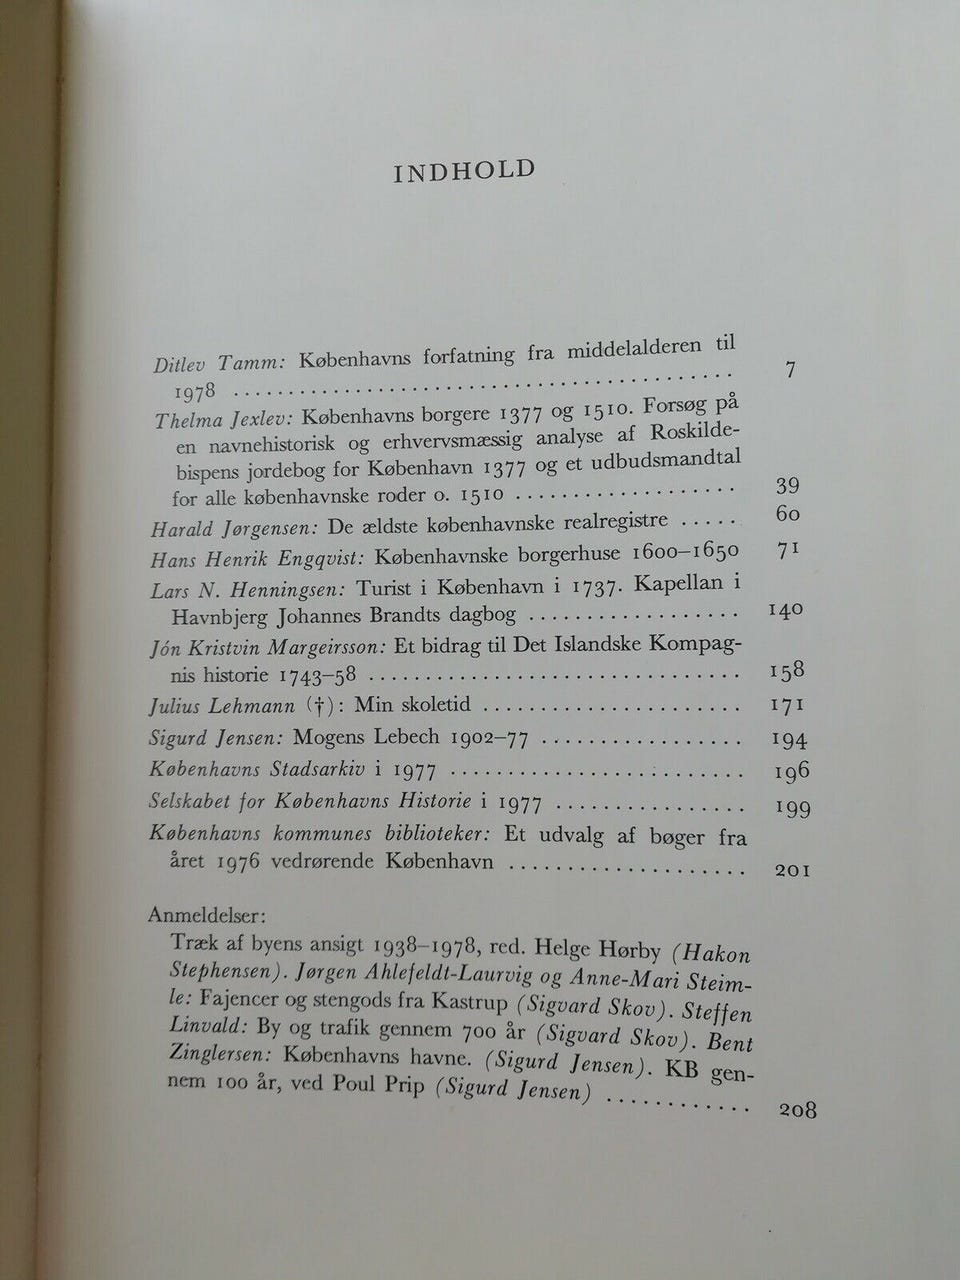 INDHOLD
Ditlev Tamm: Københavns forfatning fra middelalderen til
1978 . . . . . . . . . . . . . . . . . . . . . . . . . . . . . . . . . . . . . . . . . . 7
Thelma Jexlev: Københavns borgere 1377 og 1510. Forsøg på
en navnehistorisk og erhvervsmæssig analyse af Roskilde-
bispens jordebog for København 1377 og et udbudsmandtal
for alle københavnske roder o. 1510 . . . . . . . . . . . . . . . . . . . 39
Harald Jørgensen: De ældste københavnske realregistre . . . . . 60
Hans Henrik Engqvist: Københavnske borgerhuse 1600–1650 71
Lars N. Henningsen: Turist i København i 1737. Kapellan i
Havnbjerg Johannes Brandts dagbog . . . . . . . . . . . . . . . . . . 140
Jón Kristvin Margeirsson: Et bidrag til Det Islandske Kompag-
nis historie 1743–58 . . . . . . . . . . . . . . . . . . . . . . . . . . . . . . . . 158
Julius Lehmann (†): Min skoletid . . . . . . . . . . . . . . . . . . . . . . 171
Sigurd Jensen: Mogens Lebech 1902–77 . . . . . . . . . . . . . . . . . 194
Københavns Stadsarkiv i 1977 . . . . . . . . . . . . . . . . . . . . . . . . . 196
Selskabet for Københavns Historie i 1977 . . . . . . . . . . . . . . . . 199
Københavns kommunes biblioteker: Et udvalg af bøger fra
året 1976 vedrørende København . . . . . . . . . . . . . . . . . . . . 201
Anmeldelser:
Træk af byens ansigt 1938–1978, red. Helge Hørby (Hakon
Stephensen). Jørgen Ahlefeldt-Laurvig og Anne-Mari Steim-
le: Fajencer og stengods fra Kastrup (Sigvard Skov). Steffen
Linvald: By og trafik gennem 700 år (Sigvard Skov). Bent
Zinglersen: Københavns havne. (Sigurd Jensen). KB gen-
nem 100 år, ved Poul Prip (Sigurd Jensen) . . . . . . . . . . . . 208